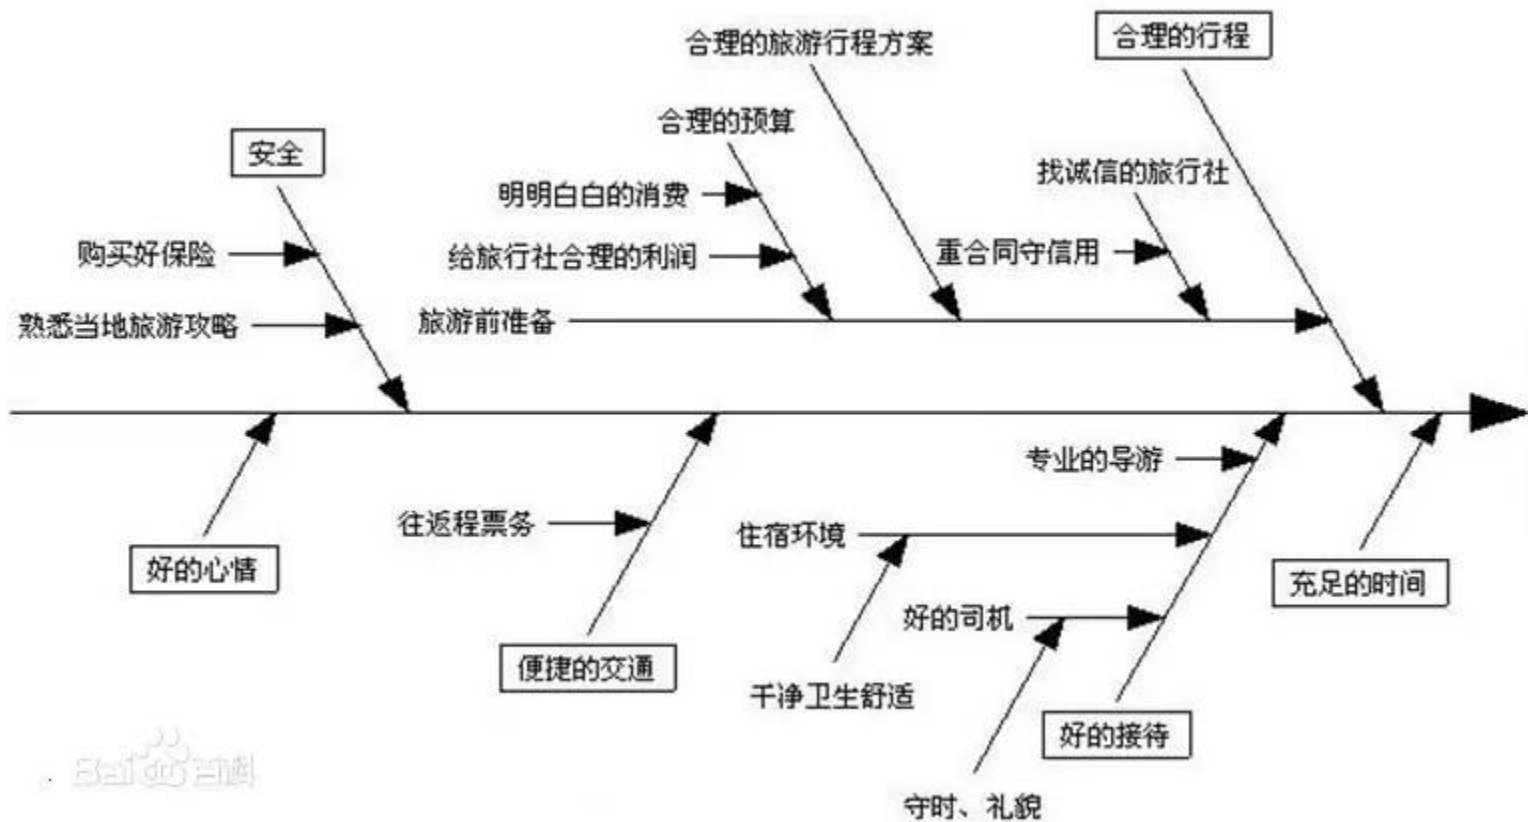 合理的旅游行程方案
合理的行程
合理的预算
安全
找诚信的旅行社
明明白白的消费
购买好保险
给旅行社合理的利润
重合同守信用
熟悉当地旅游攻略
旅游前准备
专业的导游
往返程票务
住宿环境
好的心情
充足的时间
好的司机
便捷的交通
干净卫生舒适
好的接待
Bai du 百科
守时、礼貌